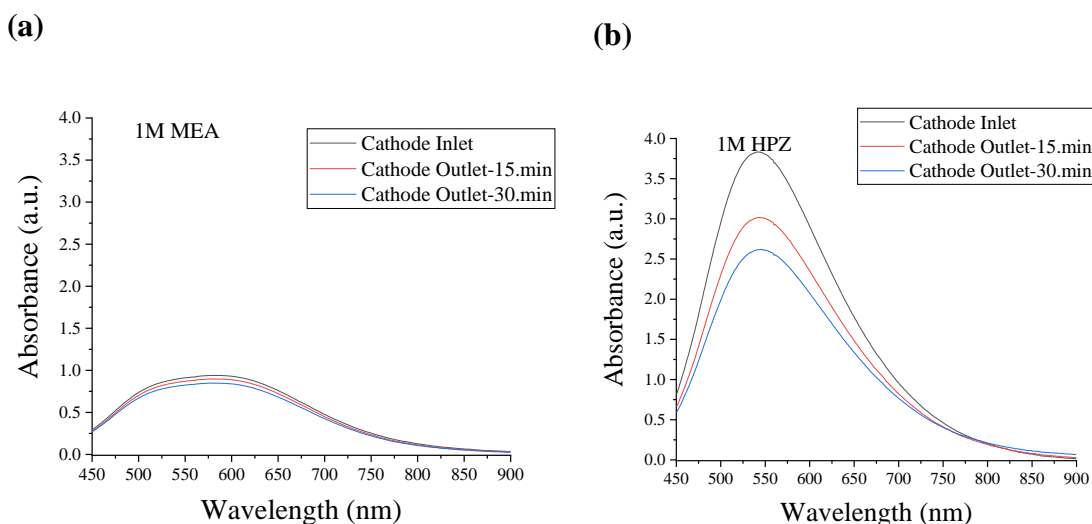 (a)
1M MEA
Cathode Inlet
Cathode Outlet-15.min
Cathode Outlet-30.min
4.0
3.5
3.0
2.5
2.0
1.5
1.0
0.5
0.0
Absorbance (a.u.)
450 500 550 600 650 700 750 800 850 900
Wavelength (nm)
(b)
1M HPZ
Cathode Inlet
Cathode Outlet-15.min
Cathode Outlet-30.min
4.0
3.5
3.0
2.5
2.0
1.5
1.0
0.5
0.0
Absorbance (a.u.)
450 500 550 600 650 700 750 800 850 900
Wavelength (nm)